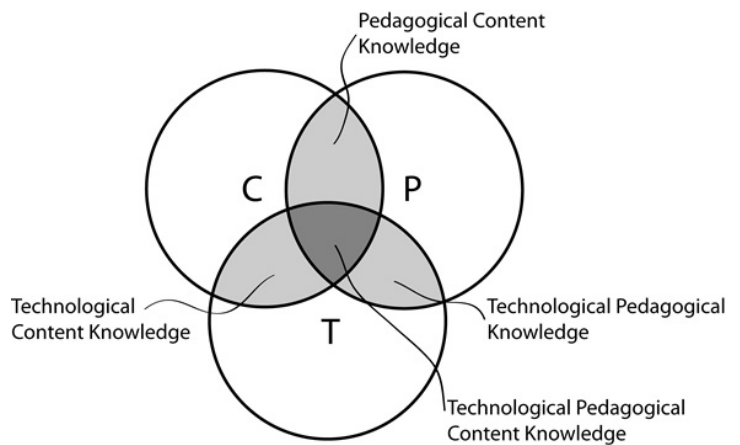 Pedagogical Content
Knowledge
C
P
Technological
Content Knowledge
T
Technological Pedagogical
Knowledge
Technological Pedagogical
Content Knowledge